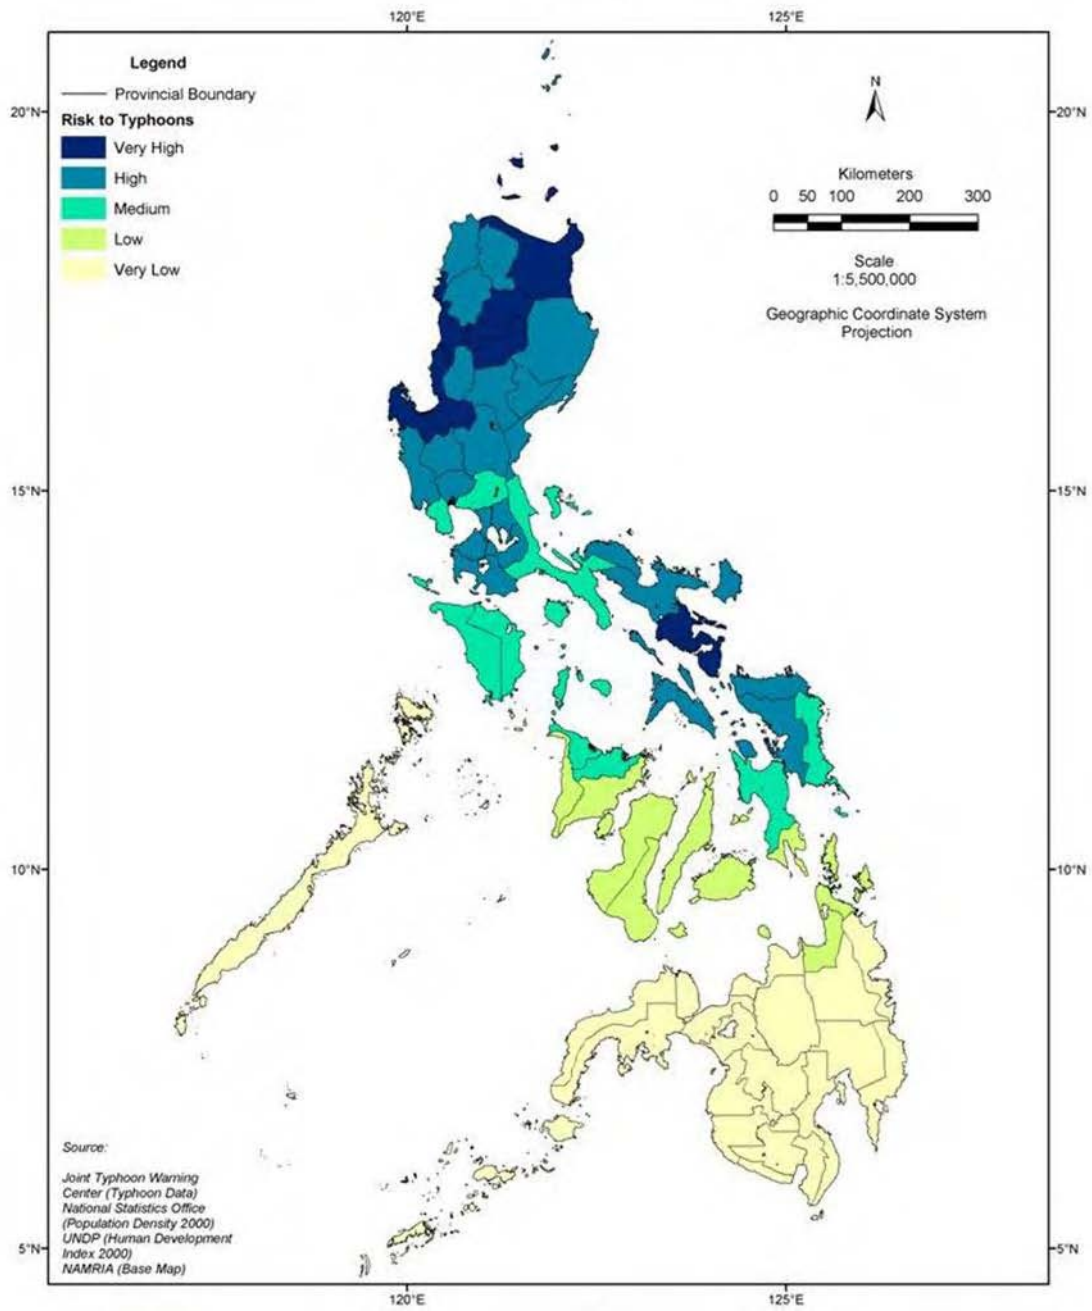 120°E 125°E
Legend
Provincial Boundary
Risk to Typhoons
Very High
High
Medium
Low
Very Low
N
Kilometers
0 50 100 200 300
Scale
1:5,500,000
Geographic Coordinate System
Projection
20°N 20°N
15°N 15°N
10°N 10°N
5°N 5°N
Source:
Joint Typhoon Warning
Center (Typhoon Data)
National Statistics Office
(Population Density 2000)
UNDP (Human Development
Index 2000)
NAMRIA (Base Map)
120°E 125°E